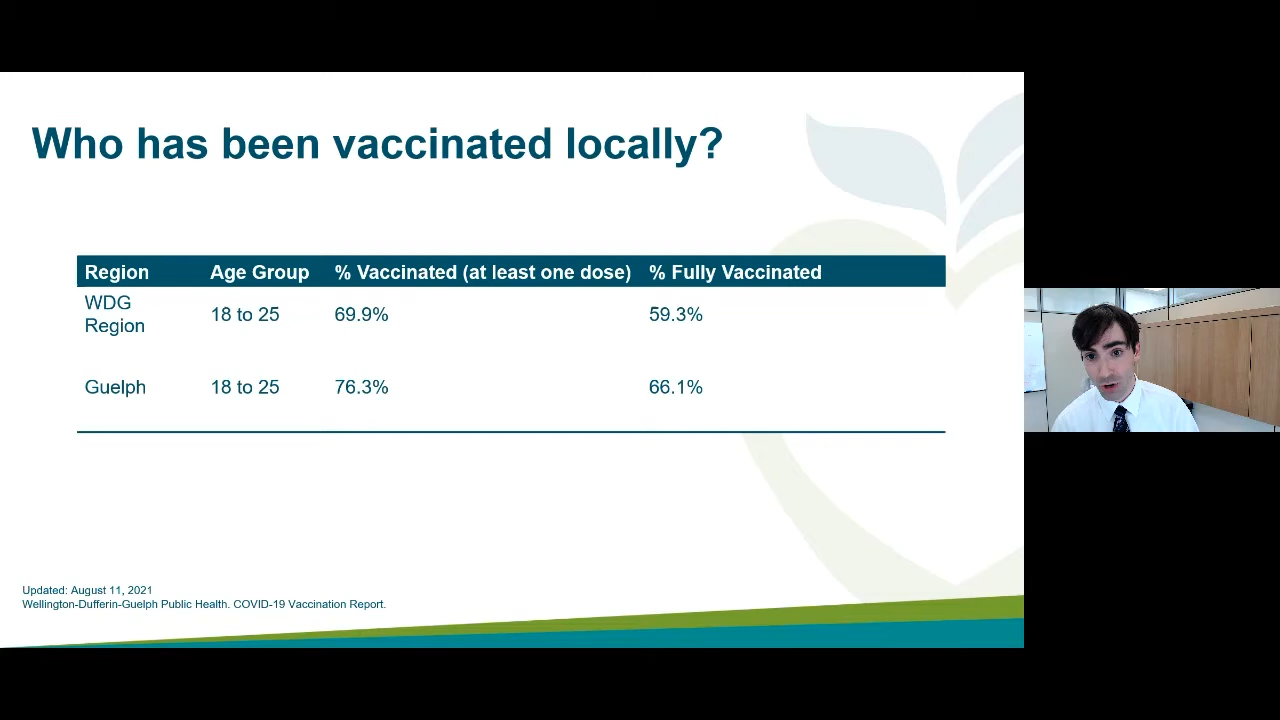 Who has been vaccinated locally?
Region Age Group % Vaccinated (at least one dose) % Fully Vaccinated
WDG
Region 18 to 25 69.9% 59.3%
Guelph 18 to 25 76.3% 66.1%
Updated: August 11, 2021
Wellington-Dufferin-Guelph Public Health. COVID-19 Vaccination Report.